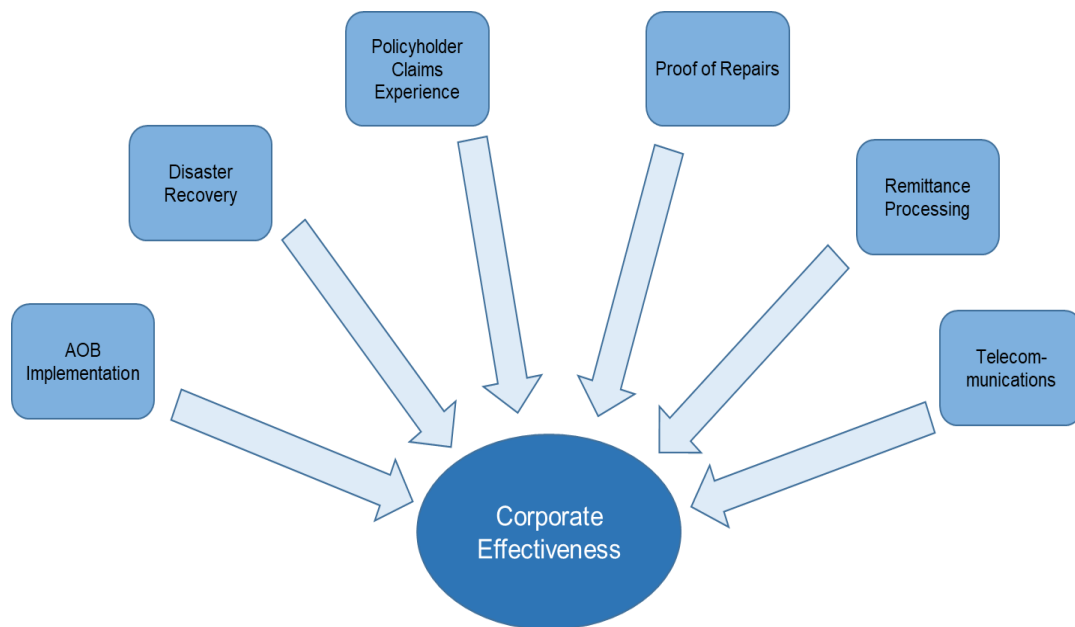 Policyholder
Claims
Experience
Proof of Repairs
Disaster
Recovery
Remittance
Processing
AOB
Implementation
Telecom-
munications
Corporate
Effectiveness